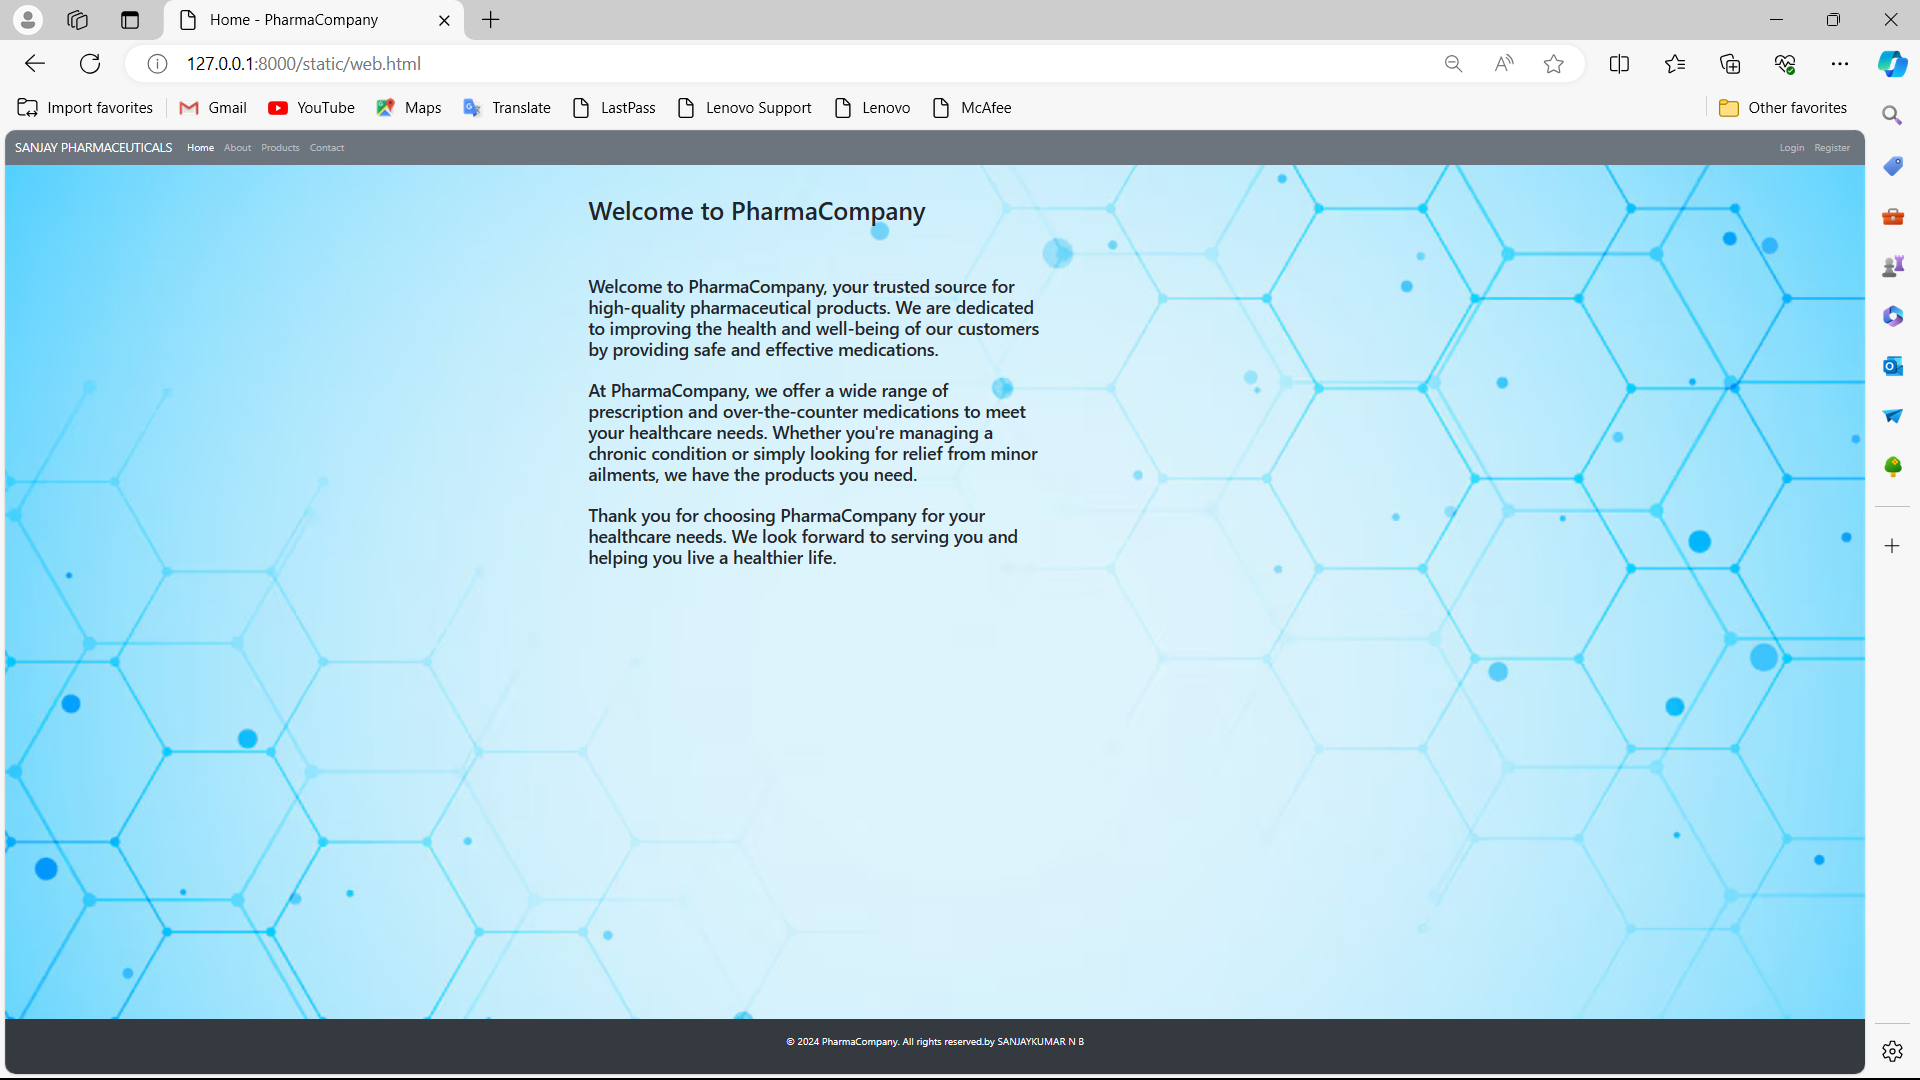 Home - PharmaCompany
127.0.0.1:8000/static/web.html
Import favorites Gmail YouTube Maps Translate LastPass Lenovo Support Lenovo McAfee Other favorites
SANJAY PHARMACEUTICALS Home About Products Contact Login Register
Welcome to PharmaCompany
Welcome to PharmaCompany, your trusted source for
high-quality pharmaceutical products. We are dedicated
to improving the health and well-being of our customers
by providing safe and effective medications.
At PharmaCompany, we offer a wide range of
prescription and over-the-counter medications to meet
your healthcare needs. Whether you're managing a
chronic condition or simply looking for relief from minor
ailments, we have the products you need.
Thank you for choosing PharmaCompany for your
healthcare needs. We look forward to serving you and
helping you live a healthier life.
© 2024 PharmaCompany. All rights reserved.by SANJAYKUMAR N B